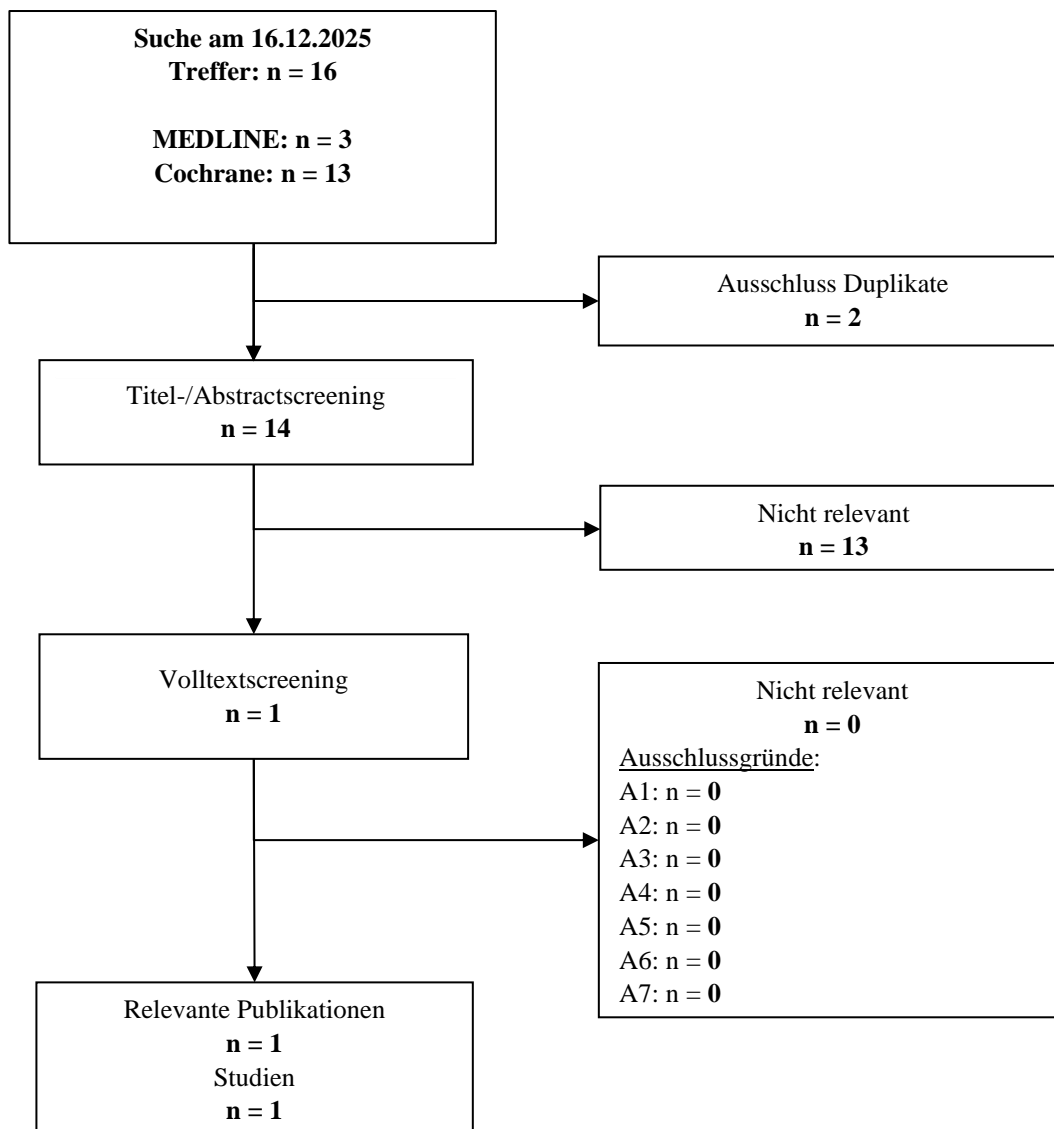 Suche am 16.12.2025
Treffer: n = 16
MEDLINE: n = 3
Cochrane: n = 13
Ausschluss Duplikate
n = 2
Titel-/Abstractscreening
n = 14
Nicht relevant
n = 13
Volltextscreening
n = 1
Nicht relevant
n = 0
Ausschlussgründe:
A1: n = 0
A2: n = 0
A3: n = 0
A4: n = 0
A5: n = 0
A6: n = 0
A7: n = 0
Relevante Publikationen
n = 1
Studien
n = 1